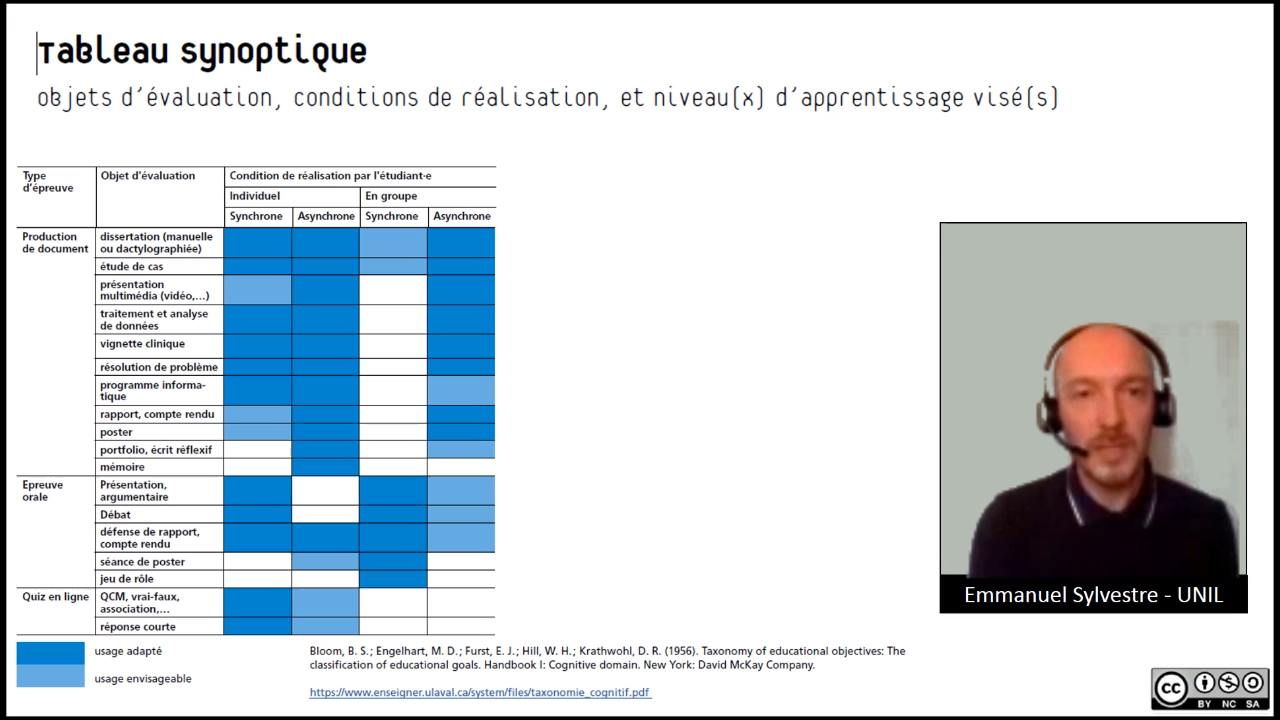 Tableau synoptique
objets d'évaluation, conditions de réalisation, et niveau(x) d'apprentissage visé(s)
Type
d'épreuve
Objet d'évaluation
Condition de réalisation par l'étudiant·e
Individuel
En groupe
Synchrone
Asynchrone
Synchrone
Asynchrone
Production
de document
dissertation (manuelle
ou dactylographiée)
étude de cas
présentation
multimédia (vidéo,...)
traitement et analyse
de données
vignette clinique
résolution de problème
programme informa-
tique
rapport, compte rendu
poster
portfolio, écrit réflexif
mémoire
Epreuve
orale
Présentation,
argumentaire
Débat
défense de rapport,
compte rendu
séance de poster
jeu de rôle
Quiz en ligne
QCM, vrai-faux,
association,...
réponse courte
usage adapté
usage envisageable
Bloom, B. S.; Engelhart, M. D.; Furst, E. J.; Hill, W. H.; Krathwohl, D. R. (1956). Taxonomy of educational objectives: The
classification of educational goals. Handbook I: Cognitive domain. New York: David McKay Company.
https://www.enseigner.ulaval.ca/system/files/taxonomie_cognitif.pdf
Emmanuel Sylvestre - UNIL
cc
BY NC SA